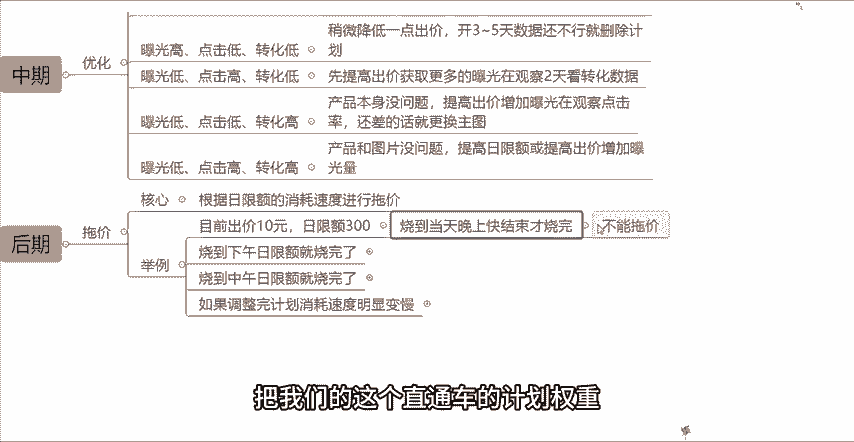 稍微降低一点出价，开3~5天数据还不行就删除计
曝光高、点击低、转化低
划
中期
优化
曝光低、点击高、转化低
先提高出价获取更多的曝光在观察2天看转化数据
产品本身没问题，提高出价增加曝光在观察点击
曝光低、点击低、转化高
率，还差的话就更换主图
产品和图片没问题，提高日限额或提高出价增加曝
曝光低、点击高、转化高
光量
核心
根据日限额的消耗速度进行拖价
后期
拖价
目前出价10元，日限额300
烧到当天晚上快结束才烧完
不能拖价
举例
烧到下午日限额就烧完了
烧到中午日限额就烧完了
如果调整完计划消耗速度明显变慢
把我们的这个直通车的计划权重